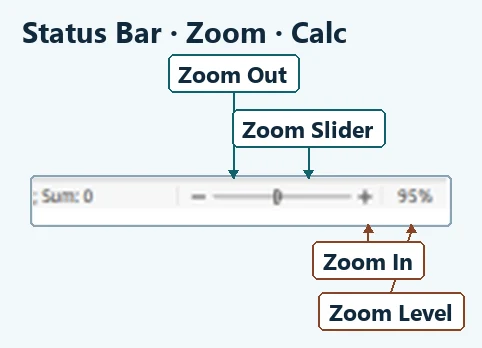 Status Bar · Zoom · Calc
Zoom Out
Zoom Slider
; Sum: 0
95%
Zoom In
Zoom Level